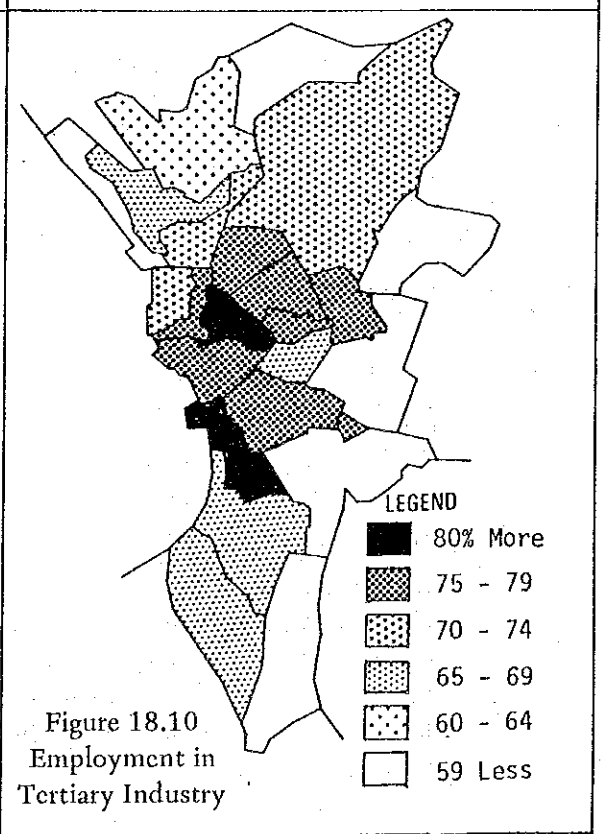 LEGEND
80% More
75 - 79
70 - 74
65 - 69
60 - 64
59 Less
Figure 18.10
Employment in
Tertiary Industry